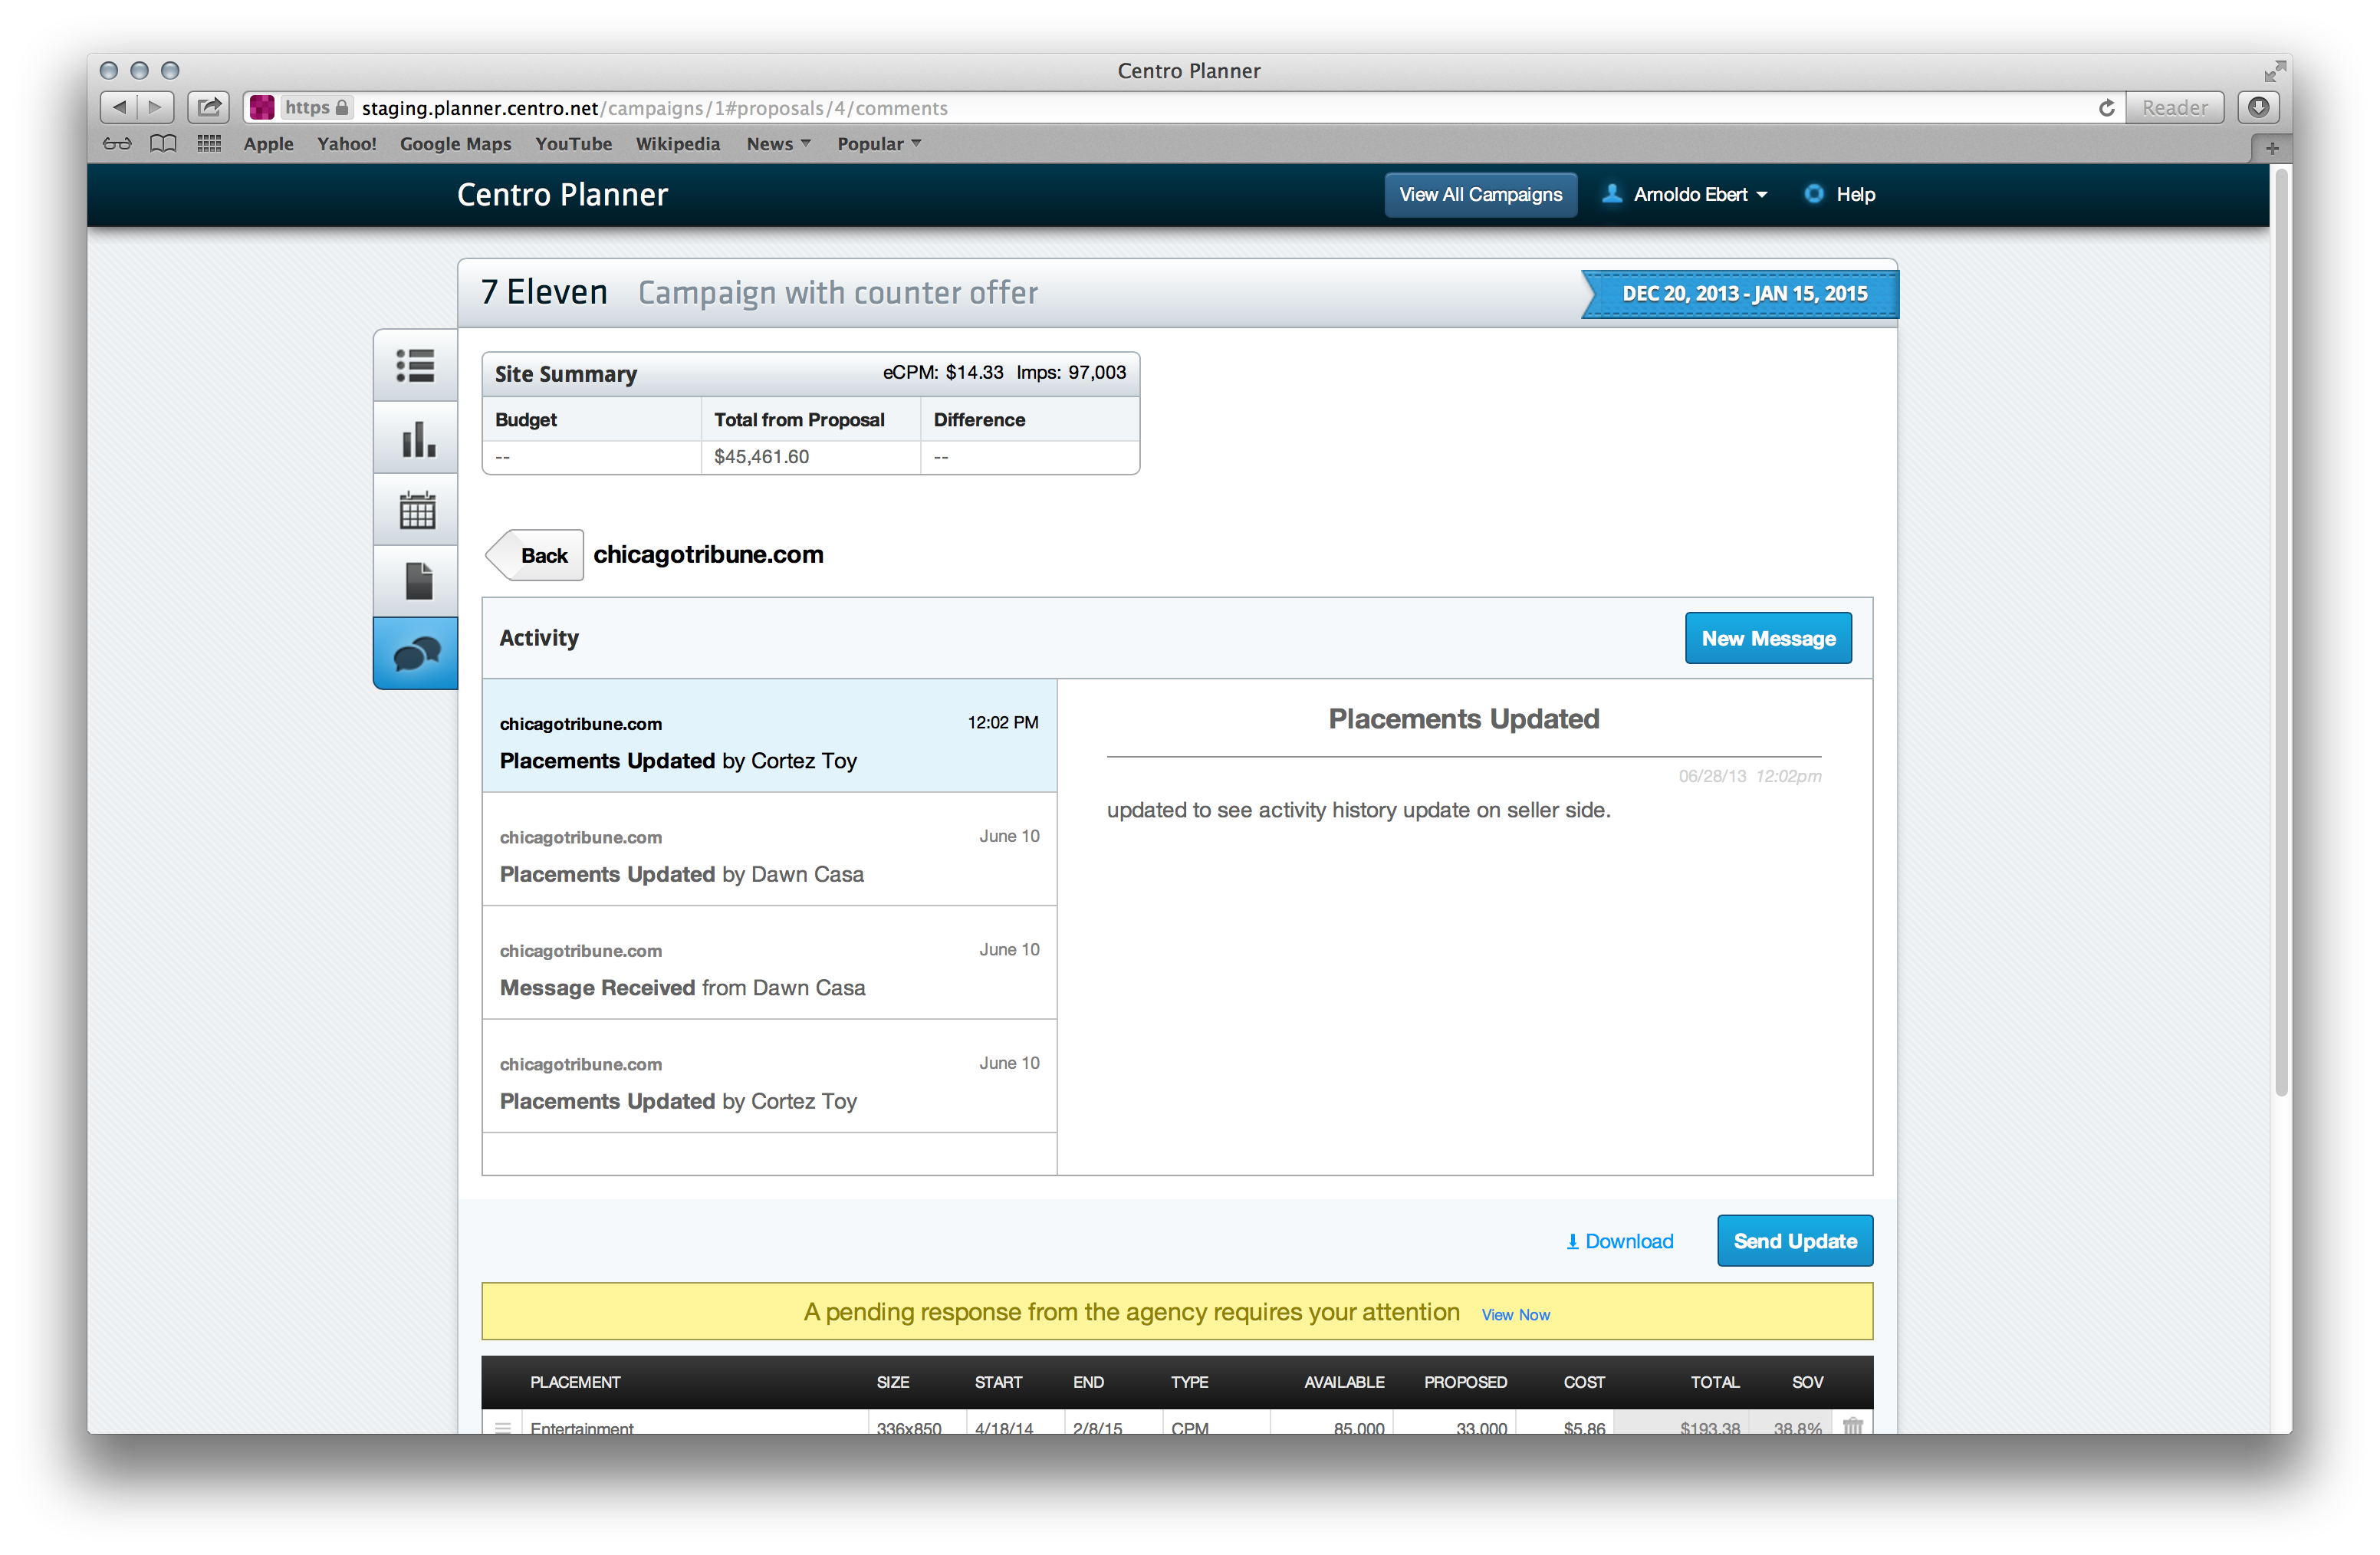 Centro Planner
https staging.planner.centro.net/campaigns/1#proposals/4/comments Reader
Apple Yahoo! Google Maps YouTube Wikipedia News Popular
Centro Planner View All Campaigns Arnoldo Ebert Help
7 Eleven Campaign with counter offer DEC 20, 2013 - JAN 15, 2015
Site Summary eCPM: $14.33 Imps: 97,003
Budget Total from Proposal Difference
-- $45,461.60 --
Back chicagotribune.com
Activity New Message
chicagotribune.com 12:02 PM
Placements Updated by Cortez Toy
chicagotribune.com June 10
Placements Updated by Dawn Casa
chicagotribune.com June 10
Message Received from Dawn Casa
chicagotribune.com June 10
Placements Updated by Cortez Toy
Placements Updated
06/28/13 12:02pm
updated to see activity history update on seller side.
Download Send Update
A pending response from the agency requires your attention View Now
PLACEMENT SIZE START END TYPE AVAILABLE PROPOSED COST TOTAL SOV
Entertainment 336x850 4/18/14 2/8/15 CPM 85,000 33,000 $5.86 $193.38 38.8%